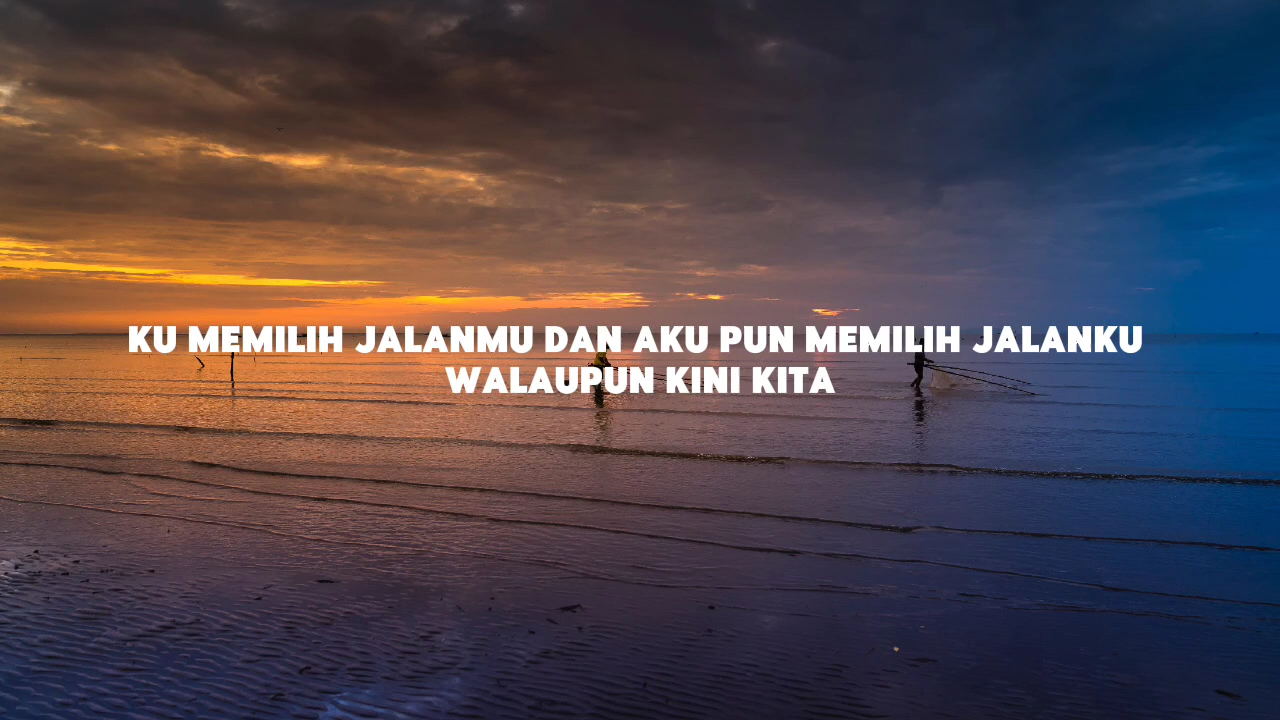 KU MEMILIH JALANMU DAN AKU PUN MEMILIH JALANKU
WALAUPUN KINI KITA